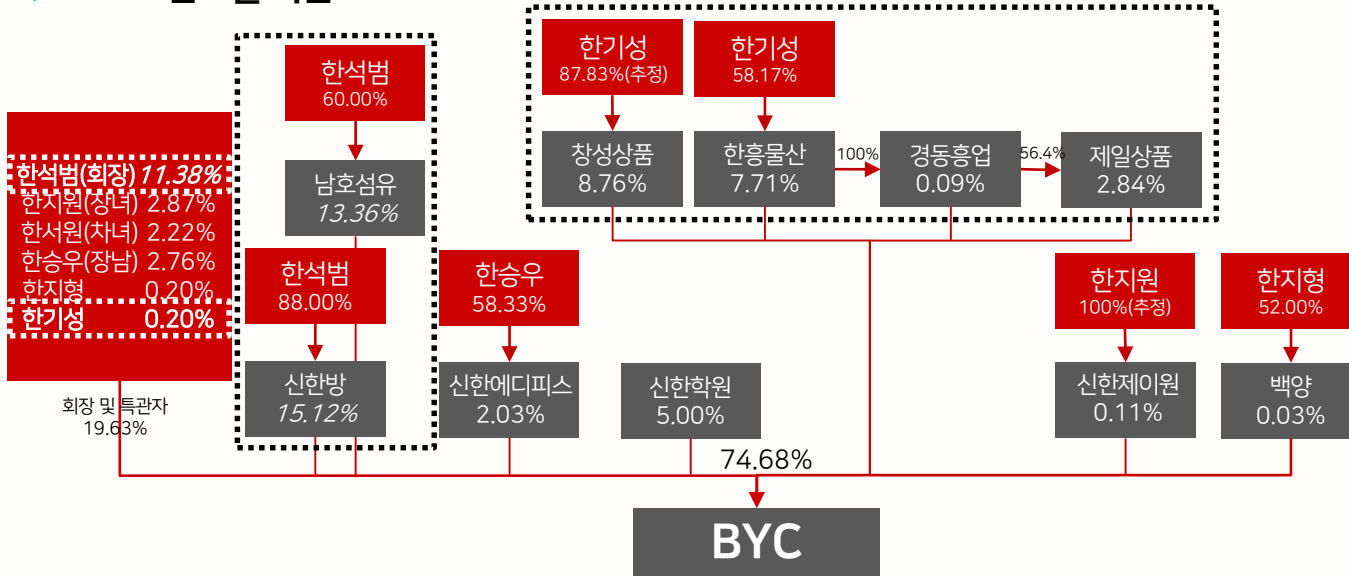 한기성
87.83%(추정)
한기성
58.17%
한석범
60.00%
창성상품
8.76%
한흥물산
7.71%
100%
경동흥업
0.09%
56.4%
제일상품
2.84%
한석범(회장) 11.38%
한지원(장녀) 2.87%
한서원(차녀) 2.22%
한승우(장남) 2.76%
한지형 0.20%
한기성 0.20%
남호섬유
13.36%
한석범
88.00%
한승우
58.33%
한지원
100%(추정)
한지형
52.00%
신한방
15.12%
신한에디피스
2.03%
신한학원
5.00%
신한제이원
0.11%
백양
0.03%
회장 및 특관자
19.63%
74.68%
BYC